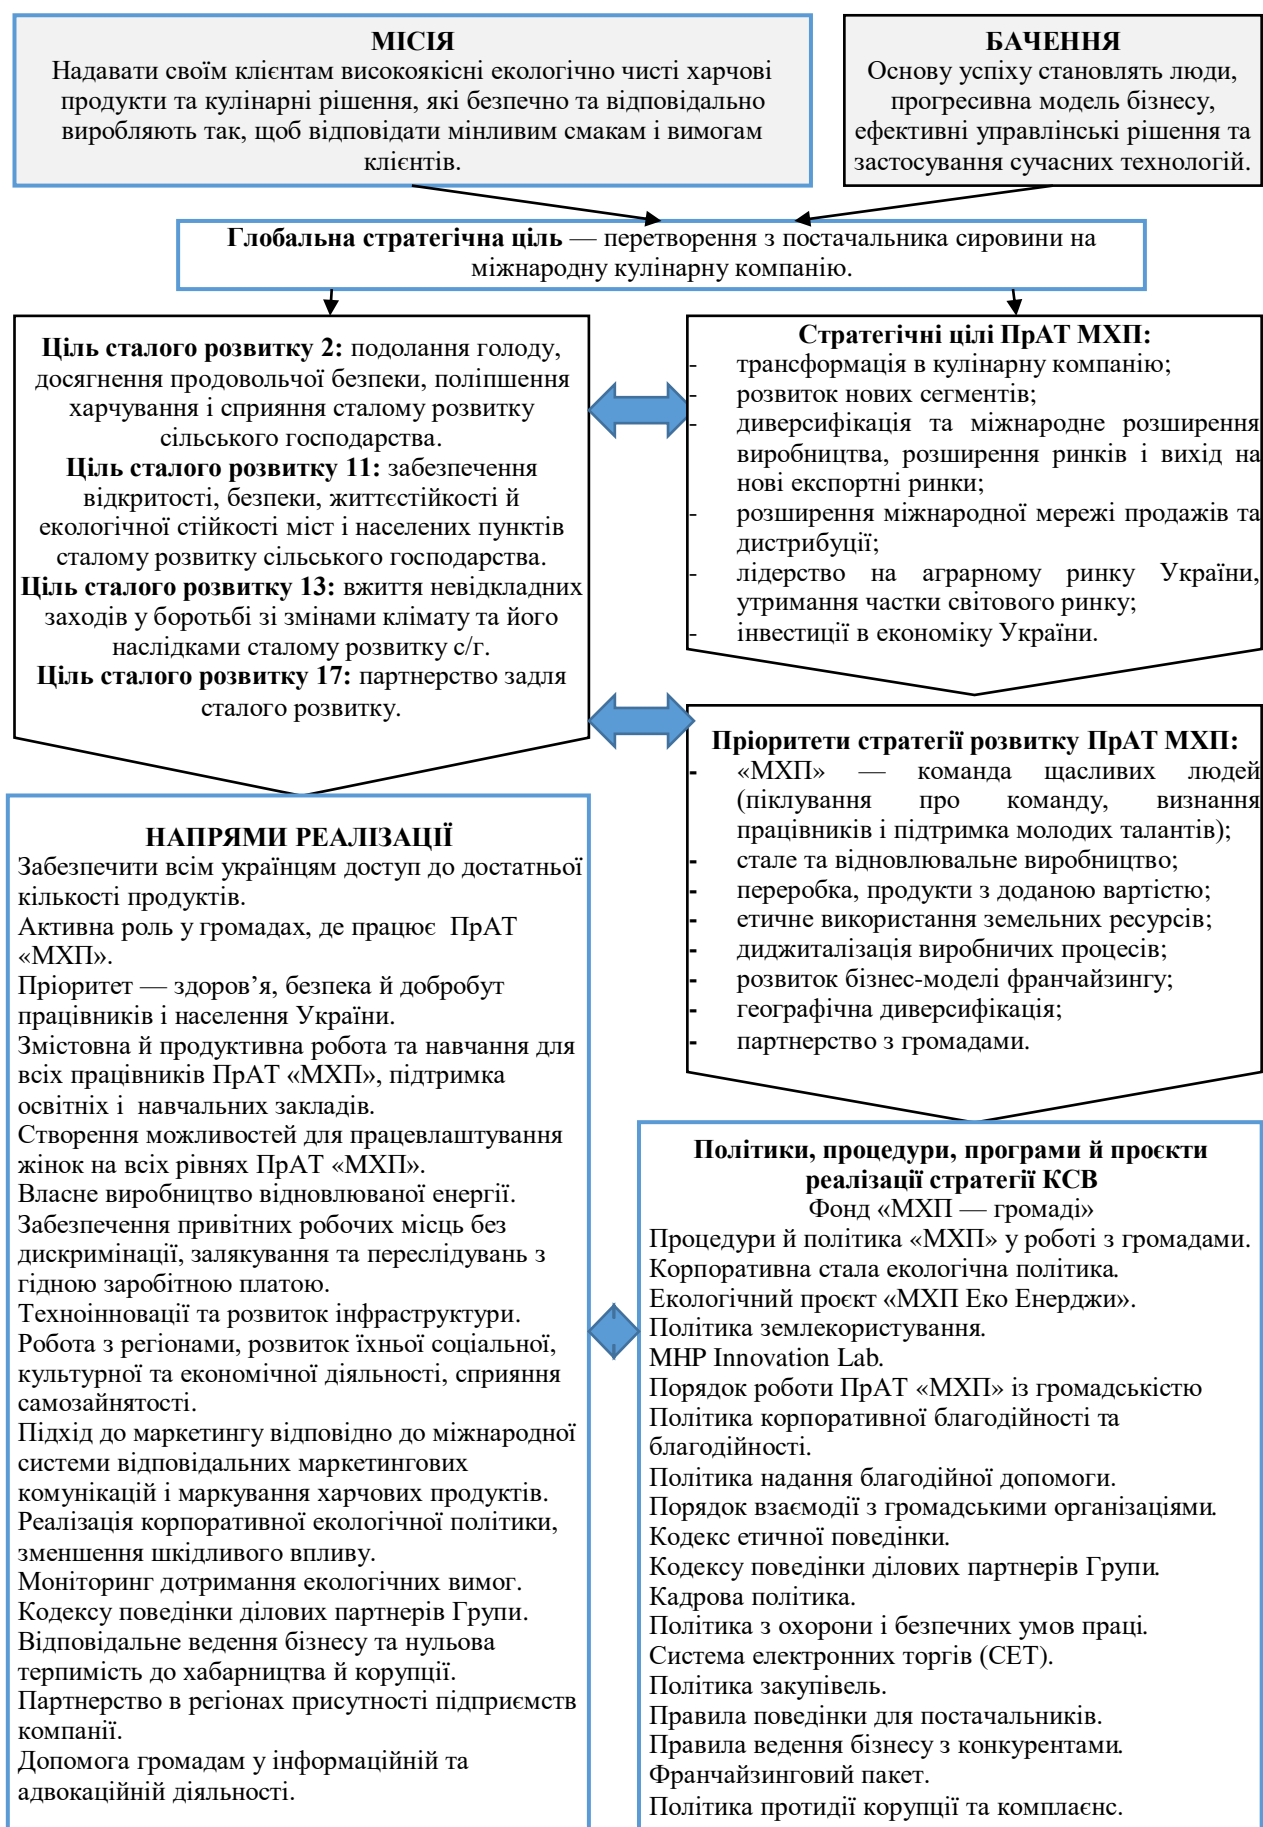 МІСІЯ
Надавати своїм клієнтам високоякісні екологічно чисті харчові
продукти та кулінарні рішення, які безпечно та відповідально
виробляють так, щоб відповідати мінливим смакам і вимогам
клієнтів.
БАЧЕННЯ
Основу успіху становлять люди,
прогресивна модель бізнесу,
ефективні управлінські рішення та
застосування сучасних технологій.
Глобальна стратегічна ціль — перетворення з постачальника сировини на
міжнародну кулінарну компанію.
Ціль сталого розвитку 2: подолання голоду,
досягнення продовольчої безпеки, поліпшення
харчування і сприяння сталому розвитку
сільського господарства.
Ціль сталого розвитку 11: забезпечення
відкритості, безпеки, життєстійкості й
екологічної стійкості міст і населених пунктів
сталому розвитку сільського господарства.
Ціль сталого розвитку 13: вжиття невідкладних
заходів у боротьбі зі змінами клімату та його
наслідками сталому розвитку с/г.
Ціль сталого розвитку 17: партнерство задля
сталого розвитку.
Стратегічні цілі ПрАТ МХП:
- трансформація в кулінарну компанію;
- розвиток нових сегментів;
- диверсифікація та міжнародне розширення
виробництва, розширення ринків і вихід на
нові експортні ринки;
- розширення міжнародної мережі продажів та
дистрибуції;
- лідерство на аграрному ринку України,
утримання частки світового ринку;
- інвестиції в економіку України.
Пріоритети стратегії розвитку ПрАТ МХП:
- «МХП» — команда щасливих людей
(піклування про команду, визнання
працівників і підтримка молодих талантів);
- стале та відновлювальне виробництво;
- переробка, продукти з доданою вартістю;
- етичне використання земельних ресурсів;
- диджиталізація виробничих процесів;
- розвиток бізнес-моделі франчайзингу;
- географічна диверсифікація;
- партнерство з громадами.
НАПРЯМИ РЕАЛІЗАЦІЇ
Забезпечити всім українцям доступ до достатньої
кількості продуктів.
Активна роль у громадах, де працює ПрАТ
«МХП».
Пріоритет — здоров’я, безпека й добробут
працівників і населення України.
Змістовна й продуктивна робота та навчання для
всіх працівників ПрАТ «МХП», підтримка
освітніх і навчальних закладів.
Створення можливостей для працевлаштування
жінок на всіх рівнях ПрАТ «МХП».
Власне виробництво відновлюваної енергії.
Забезпечення привітних робочих місць без
дискримінації, залякування та переслідувань з
гідною заробітною платою.
Техноінновації та розвиток інфраструктури.
Робота з регіонами, розвиток їхньої соціальної,
культурної та економічної діяльності, сприяння
самозайнятості.
Підхід до маркетингу відповідно до міжнародної
системи відповідальних маркетингових
комунікацій і маркування харчових продуктів.
Реалізація корпоративної екологічної політики,
зменшення шкідливого впливу.
Моніторинг дотримання екологічних вимог.
Кодексу поведінки ділових партнерів Групи.
Відповідальне ведення бізнесу та нульова
терпимість до хабарництва й корупції.
Партнерство в регіонах присутності підприємств
компанії.
Допомога громадам у інформаційній та
адвокаційній діяльності.
Політики, процедури, програми й проєкти
реалізації стратегії КСВ
Фонд «МХП — громаді»
Процедури й політика «МХП» у роботі з громадами.
Корпоративна стала екологічна політика.
Екологічний проєкт «МХП Еко Енерджи».
Політика землекористування.
MHP Innovation Lab.
Порядок роботи ПрАТ «МХП» із громадськістю
Політика корпоративної благодійності та
благодійності.
Політика надання благодійної допомоги.
Порядок взаємодії з громадськими організаціями.
Кодекс етичної поведінки.
Кодексу поведінки ділових партнерів Групи.
Кадрова політика.
Політика з охорони і безпечних умов праці.
Система електронних торгів (СЕТ).
Політика закупівель.
Правила поведінки для постачальників.
Правила ведення бізнесу з конкурентами.
Франчайзинговий пакет.
Політика протидії корупції та комплаєнс.